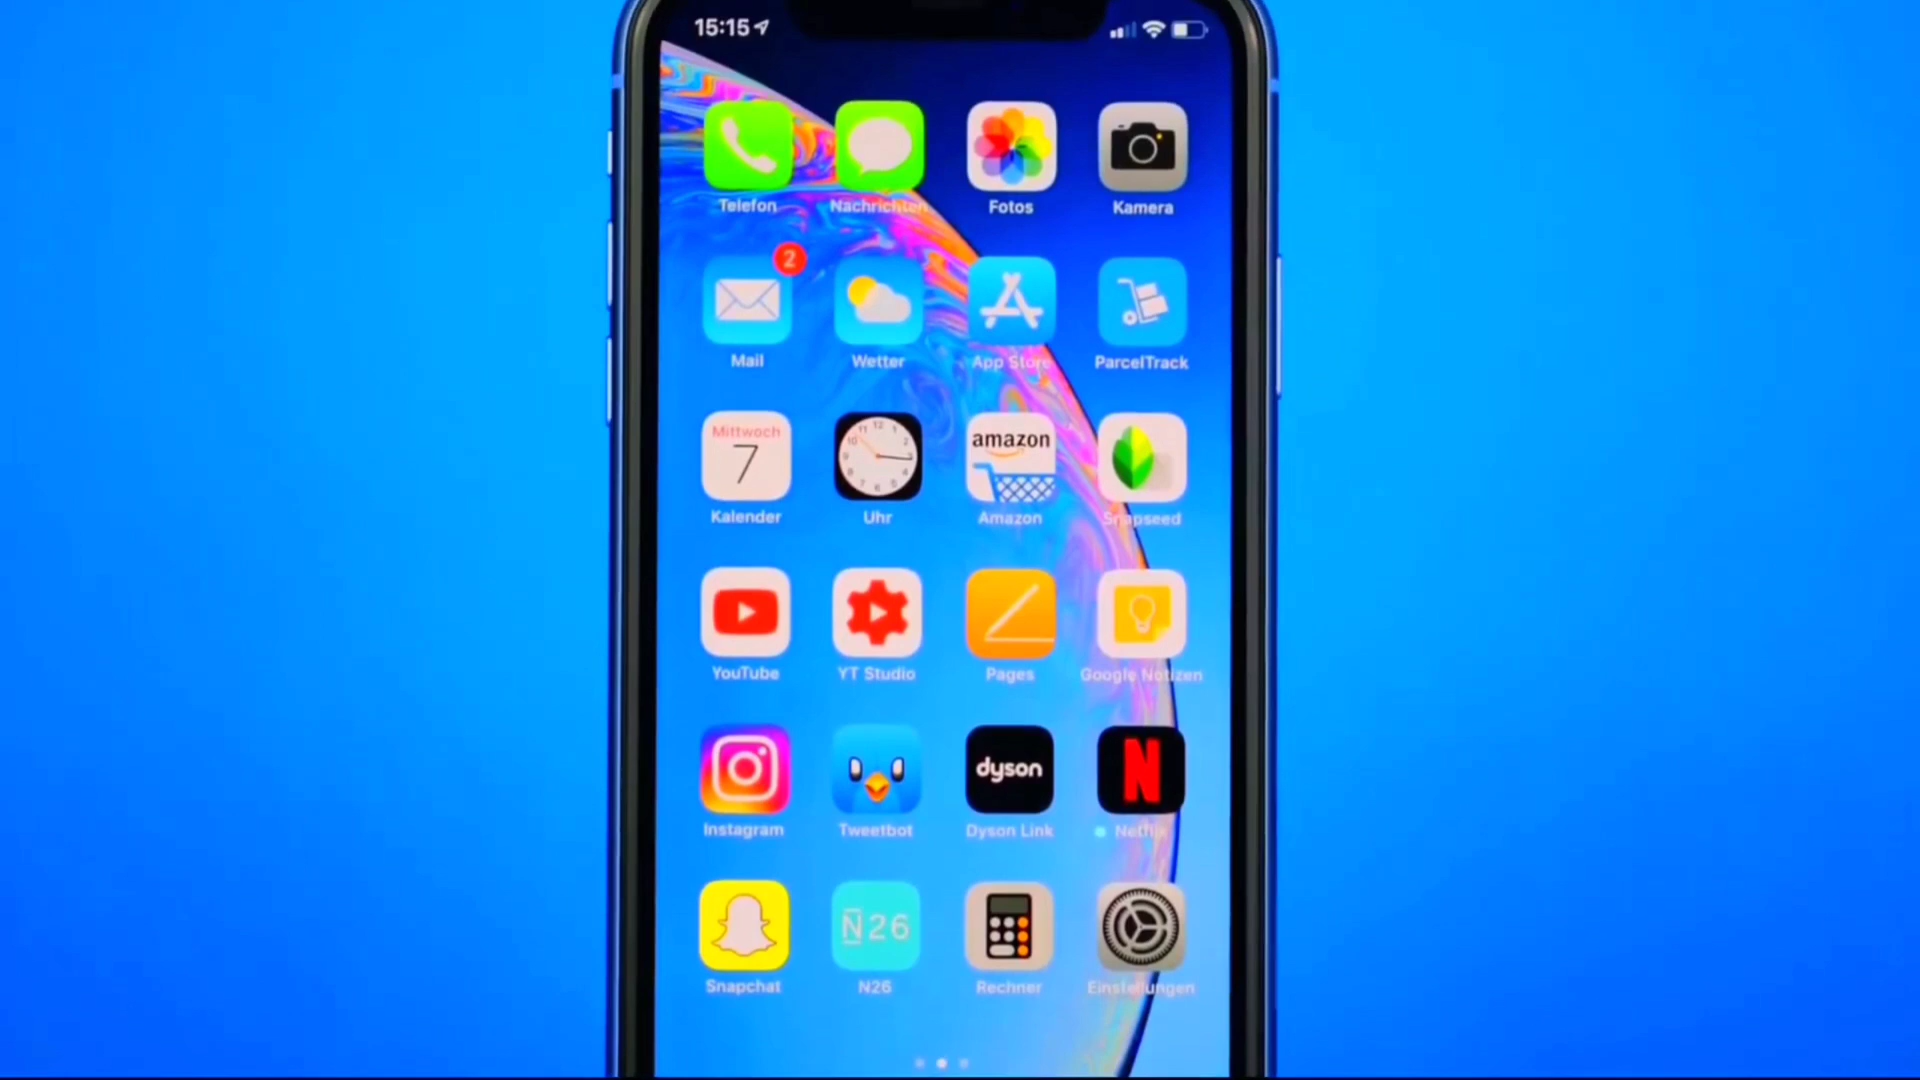 15:15
Telefon
Nachrichten
Fotos
Kamera
2
Mail
Wetter
App Store
ParcelTrack
Mittwoch
7
amazon
Kalender
Uhr
Amazon
Snapseed
YouTube
YT Studio
Pages
Google Notizen
dyson
N
Instagram
Tweetbot
Dyson Link
Netflix
N26
Snapchat
N26
Rechner
Einstellungen